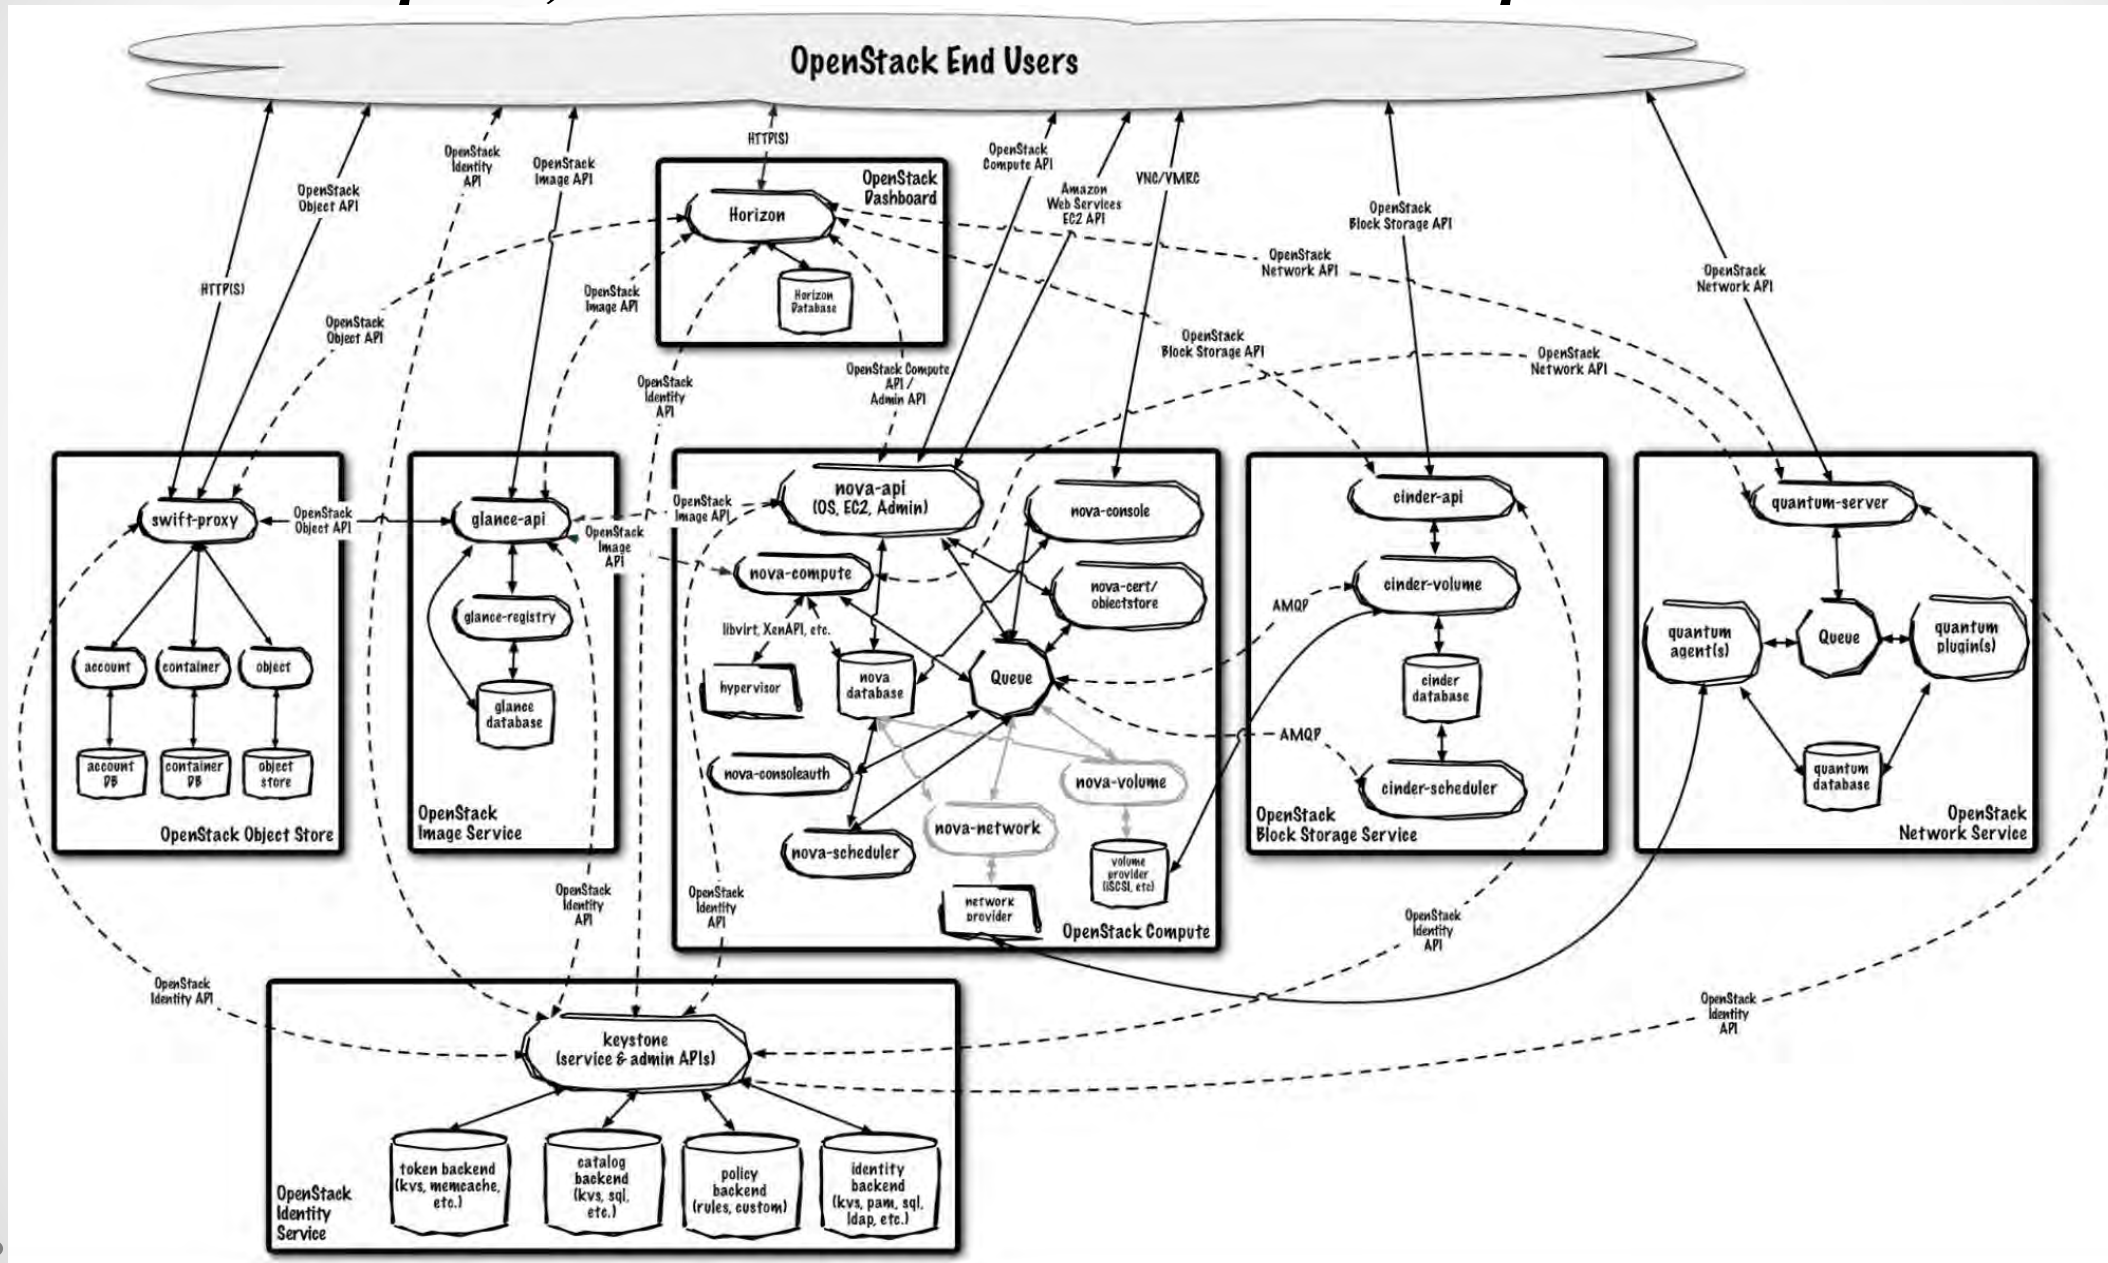 OpenStack End Users
HTTP(S)
OpenStack
Object API
OpenStack
Identity
API
OpenStack
Image API
HTTP(S)
OpenStack
Compute API
Amazon
Web Services
EC2 API
VNC/VMRC
OpenStack
Block Storage API
OpenStack
Network API
OpenStack
Dashboard
Horizon
Horizon
Database
OpenStack
Object API
OpenStack
Image API
OpenStack
Identity
API
OpenStack Compute
API /
Admin API
OpenStack
Block Storage API
OpenStack
Network API
OpenStack
Network API
swift-proxy
account
container
object
account
DB
container
DB
object
store
OpenStack Object Store
OpenStack
Object API
glance-api
glance-registry
glance
database
OpenStack
Image Service
OpenStack
Image API
OpenStack
Image
API
nova-api
(OS, EC2, Admin)
nova-console
nova-compute
nova-cert/
objectstore
libvirt, XenAPI, etc.
hypervisor
nova
database
Queue
nova-consoleauth
nova-volume
nova-network
nova-scheduler
volume
provider
(iSCSI, etc)
network
provider
OpenStack Compute
cinder-api
cinder-volume
AMQP
cinder
database
AMQP
cinder-scheduler
OpenStack
Block Storage Service
quantum-server
quantum
agent(s)
Queue
quantum
plugin(s)
quantum
database
OpenStack
Network Service
OpenStack
Identity
API
OpenStack
Identity
API
OpenStack
Identity
API
OpenStack
Identity API
OpenStack
Identity
API
keystone
(service & admin APIs)
token backend
(kvs, memcache,
etc.)
catalog
backend
(kvs, sql,
etc.)
policy
backend
(rules, custom)
identity
backend
(kvs, pam, sql,
ldap, etc.)
OpenStack
Identity
Service